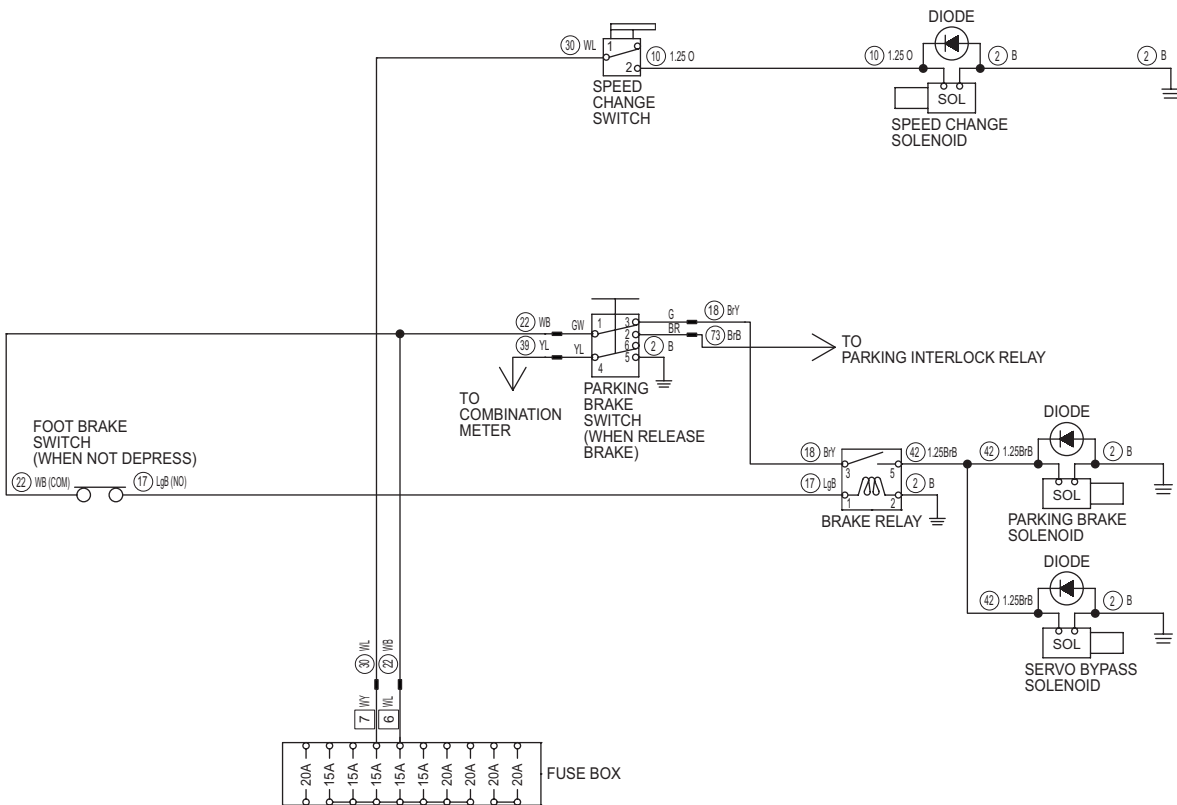 DIODE
30 WL
1
2
10 1.25 O
10 1.25 O
2 B
2 B
SPEED
CHANGE
SWITCH
SOL
SPEED CHANGE
SOLENOID
22 WB
GW
1
3
G
18 BrY
2
BR
73 BrB
39 YL
YL
6
4
5
2 B
TO
PARKING INTERLOCK RELAY
TO
COMBINATION
METER
PARKING
BRAKE
SWITCH
(WHEN RELEASE
BRAKE)
FOOT BRAKE
SWITCH
(WHEN NOT DEPRESS)
22 WB (COM)
17 LgB (NO)
18 BrY
3
5
42 1.25BrB
17 LgB
1
2
2 B
BRAKE RELAY
DIODE
42 1.25BrB
2 B
SOL
PARKING BRAKE
SOLENOID
DIODE
42 1.25BrB
2 B
SOL
SERVO BYPASS
SOLENOID
30 WL
22 WB
7 WY
6 WL
20A
15A
15A
15A
15A
15A
20A
20A
20A
20A
FUSE BOX